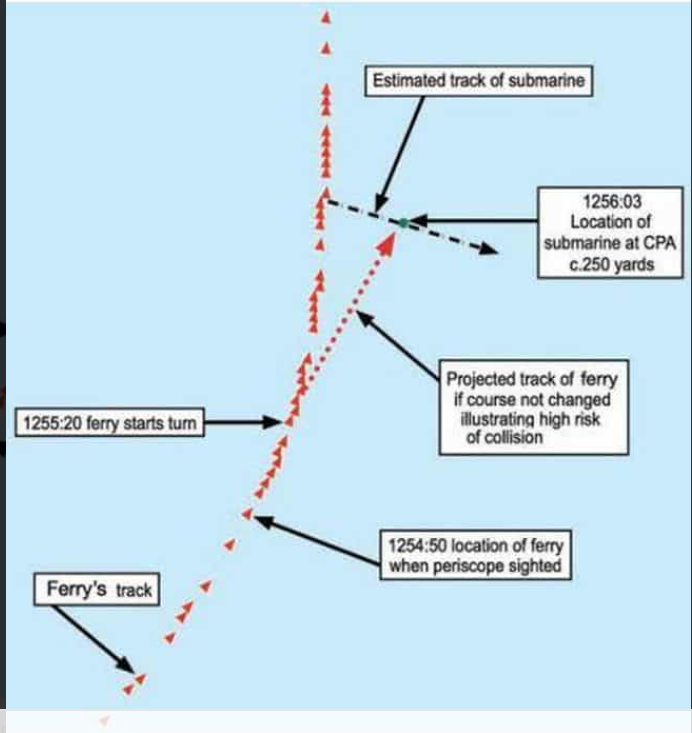 Estimated track of submarine
1256:03
Location of
submarine at CPA
c.250 yards
Projected track of ferry
if course not changed
illustrating high risk
of collision
1255:20 ferry starts turn
1254:50 location of ferry
when periscope sighted
Ferry's track